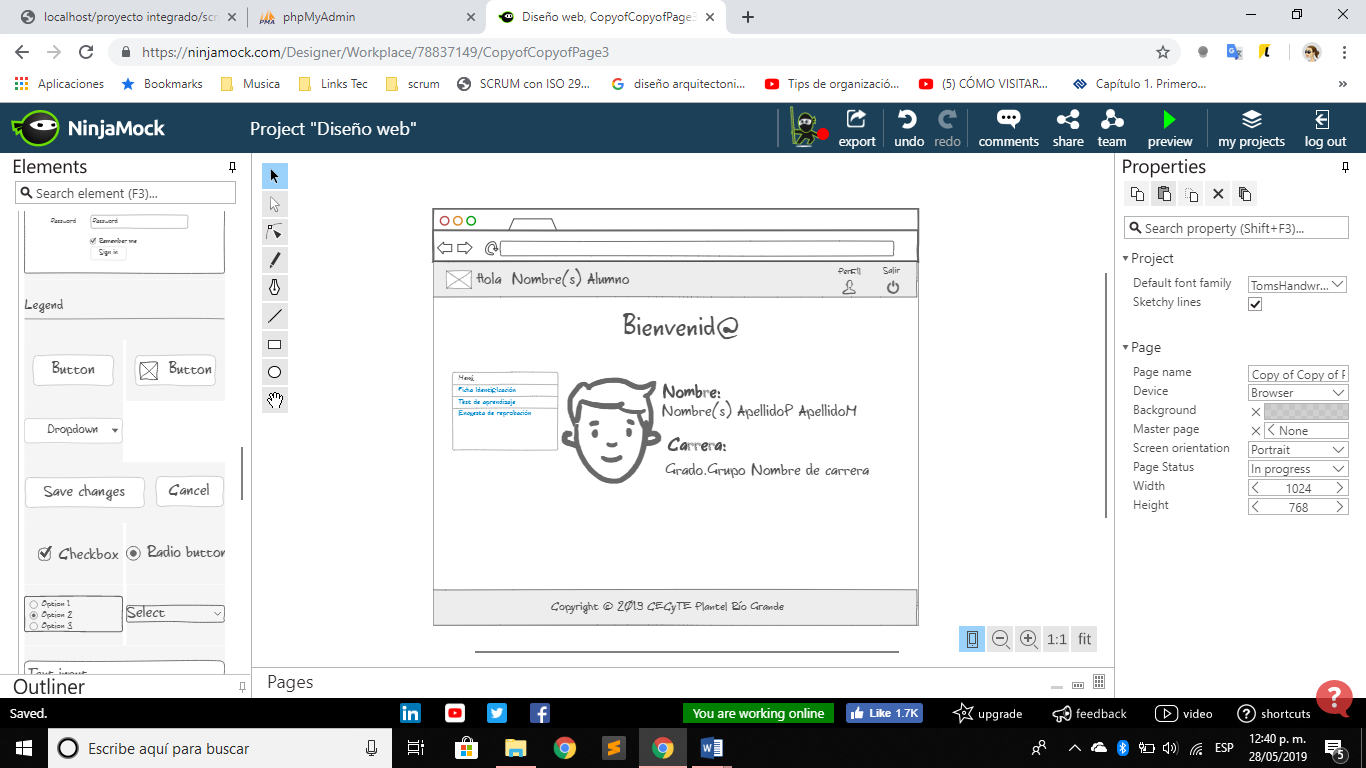 localhost/proyecto integrado/scr
phpMyAdmin
Diseño web, CopyofCopyofPage3
https://ninjamock.com/Designer/Workplace/78837149/CopyofCopyofPage3
Aplicaciones
Bookmarks
Musica
Links Tec
scrum
SCRUM con ISO 29...
diseño arquitectoni...
Tips de organizació...
(5) CÓMO VISITAR...
Capítulo 1. Primero...
NinjaMock
Project "Diseño web"
export
undo
redo
comments
share
team
preview
my projects
log out
Elements
Search element (F3)...
Password
Password
Remember me
Sign in
Legend
Button
Button
Dropdown
Save changes
Cancel
Checkbox
Radio button
Option 1
Option 2
Option 3
Select
Text input
Outliner
Hola Nombre(s) Alumno
Perfil
Salir
Bienvenid@
Menú
Ficha Identificación
Test de aprendizaje
Encuesta de reprobación
Nombre:
Nombre(s) ApellidoP ApellidoM
Carrera:
Grado.Grupo Nombre de carrera
Copyright © 2019 CECyTE Plantel Río Grande
1:1
fit
Pages
Properties
Search property (Shift+F3)...
Project
Default font family
TomsHandwr...
Sketchy lines
Page
Page name
Copy of Copy of P
Device
Browser
Background
Master page
None
Screen orientation
Portrait
Page Status
In progress
Width
1024
Height
768
?
Saved.
You are working online
Like 1.7K
upgrade
feedback
video
shortcuts
Escribe aquí para buscar
ESP
12:40 p. m.
28/05/2019
5